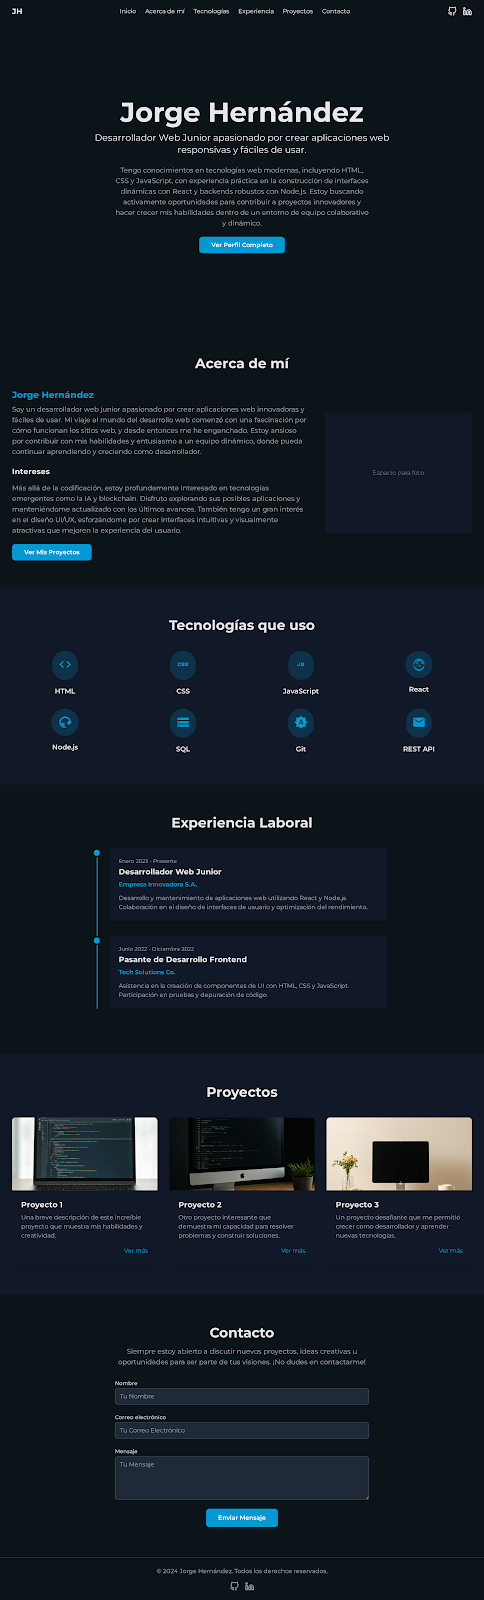 JH
Inicio
Acerca de mí
Tecnologías
Experiencia
Proyectos
Contacto
Jorge Hernández
Desarrollador Web Junior apasionado por crear aplicaciones web
responsivas y fáciles de usar.
Tengo conocimientos en tecnologías web modernas, incluyendo HTML,
CSS y JavaScript, con experiencia práctica en la construcción de interfaces
dinámicas con React y backends robustos con Node.js. Estoy buscando
activamente oportunidades para contribuir a proyectos innovadores y
hacer crecer mis habilidades dentro de un entorno de equipo colaborativo
y dinámico.
Ver Perfil Completo
Acerca de mí
Jorge Hernández
Soy un desarrollador web junior apasionado por crear aplicaciones web innovadoras y
fáciles de usar. Mi viaje al mundo del desarrollo web comenzó con una fascinación por
cómo funcionan los sitios web, y desde entonces me he enganchado. Estoy ansioso
por contribuir con mis habilidades y entusiasmo a un equipo dinámico, donde pueda
continuar aprendiendo y creciendo como desarrollador.
Intereses
Más allá de la codificación, estoy profundamente interesado en tecnologías
emergentes como la IA y blockchain. Disfruto explorando sus posibles aplicaciones y
manteniéndome actualizado con los últimos avances. También tengo un gran interés
en el diseño UI/UX, esforzándome por crear interfaces intuitivas y visualmente
atractivas que mejoren la experiencia del usuario.
Ver Mis Proyectos
Espacio para foto
Tecnologías que uso
HTML
CSS
CSS
JS
JavaScript
React
Node.js
SQL
Git
REST API
Experiencia Laboral
Enero 2023 - Presente
Desarrollador Web Junior
Empresa Innovadora S.A.
Desarrollo y mantenimiento de aplicaciones web utilizando React y Node.js.
Colaboración en el diseño de interfaces de usuario y optimización del rendimiento.
Junio 2022 - Diciembre 2022
Pasante de Desarrollo Frontend
Tech Solutions Co.
Asistencia en la creación de componentes de UI con HTML, CSS y JavaScript.
Participación en pruebas y depuración de código.
Proyectos
Proyecto 1
Una breve descripción de este increíble
proyecto que muestra mis habilidades y
creatividad.
Ver más
Proyecto 2
Otro proyecto interesante que
demuestra mi capacidad para resolver
problemas y construir soluciones.
Ver más
Proyecto 3
Un proyecto desafiante que me permitió
crecer como desarrollador y aprender
nuevas tecnologías.
Ver más
Contacto
Siempre estoy abierto a discutir nuevos proyectos, ideas creativas u
oportunidades para ser parte de tus visiones. ¡No dudes en contactarme!
Nombre
Tu Nombre
Correo electrónico
Tu Correo Electrónico
Mensaje
Tu Mensaje
Enviar Mensaje
© 2024 Jorge Hernández. Todos los derechos reservados.